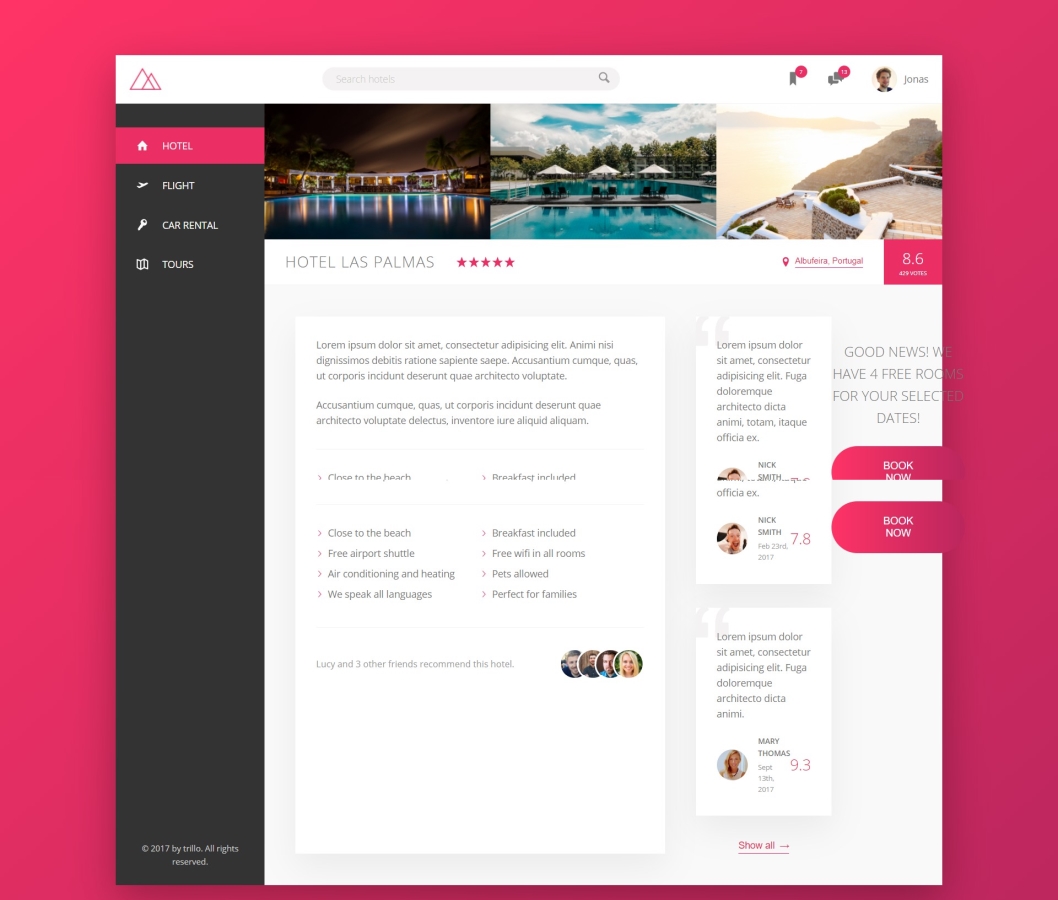 Search hotels
7
13
Jonas
HOTEL
FLIGHT
CAR RENTAL
TOURS
© 2017 by trillo. All rights
reserved.
HOTEL LAS PALMAS
Albufeira, Portugal
8.6
429 VOTES
Lorem ipsum dolor sit amet, consectetur adipisicing elit. Animi nisi
dignissimos debitis ratione sapiente saepe. Accusantium cumque, quas,
ut corporis incidunt deserunt quae architecto voluptate.
Accusantium cumque, quas, ut corporis incidunt deserunt quae
architecto voluptate delectus, inventore iure aliquid aliquam.
Close to the beach
Breakfast included
Close to the beach
Breakfast included
Free airport shuttle
Free wifi in all rooms
Air conditioning and heating
Pets allowed
We speak all languages
Perfect for families
Lucy and 3 other friends recommend this hotel.
“
Lorem ipsum dolor
sit amet, consectetur
adipisicing elit. Fuga
doloremque
architecto dicta
animi, totam, itaque
officia ex.
NICK
SMITH
officia ex.
NICK
SMITH
Feb 23rd,
2017
7.8
“
Lorem ipsum dolor
sit amet, consectetur
adipisicing elit. Fuga
doloremque
architecto dicta
animi.
MARY
THOMAS
Sept
13th,
2017
9.3
Show all →
GOOD NEWS! WE
HAVE 4 FREE ROOMS
FOR YOUR SELECTED
DATES!
BOOK
NOW
BOOK
NOW